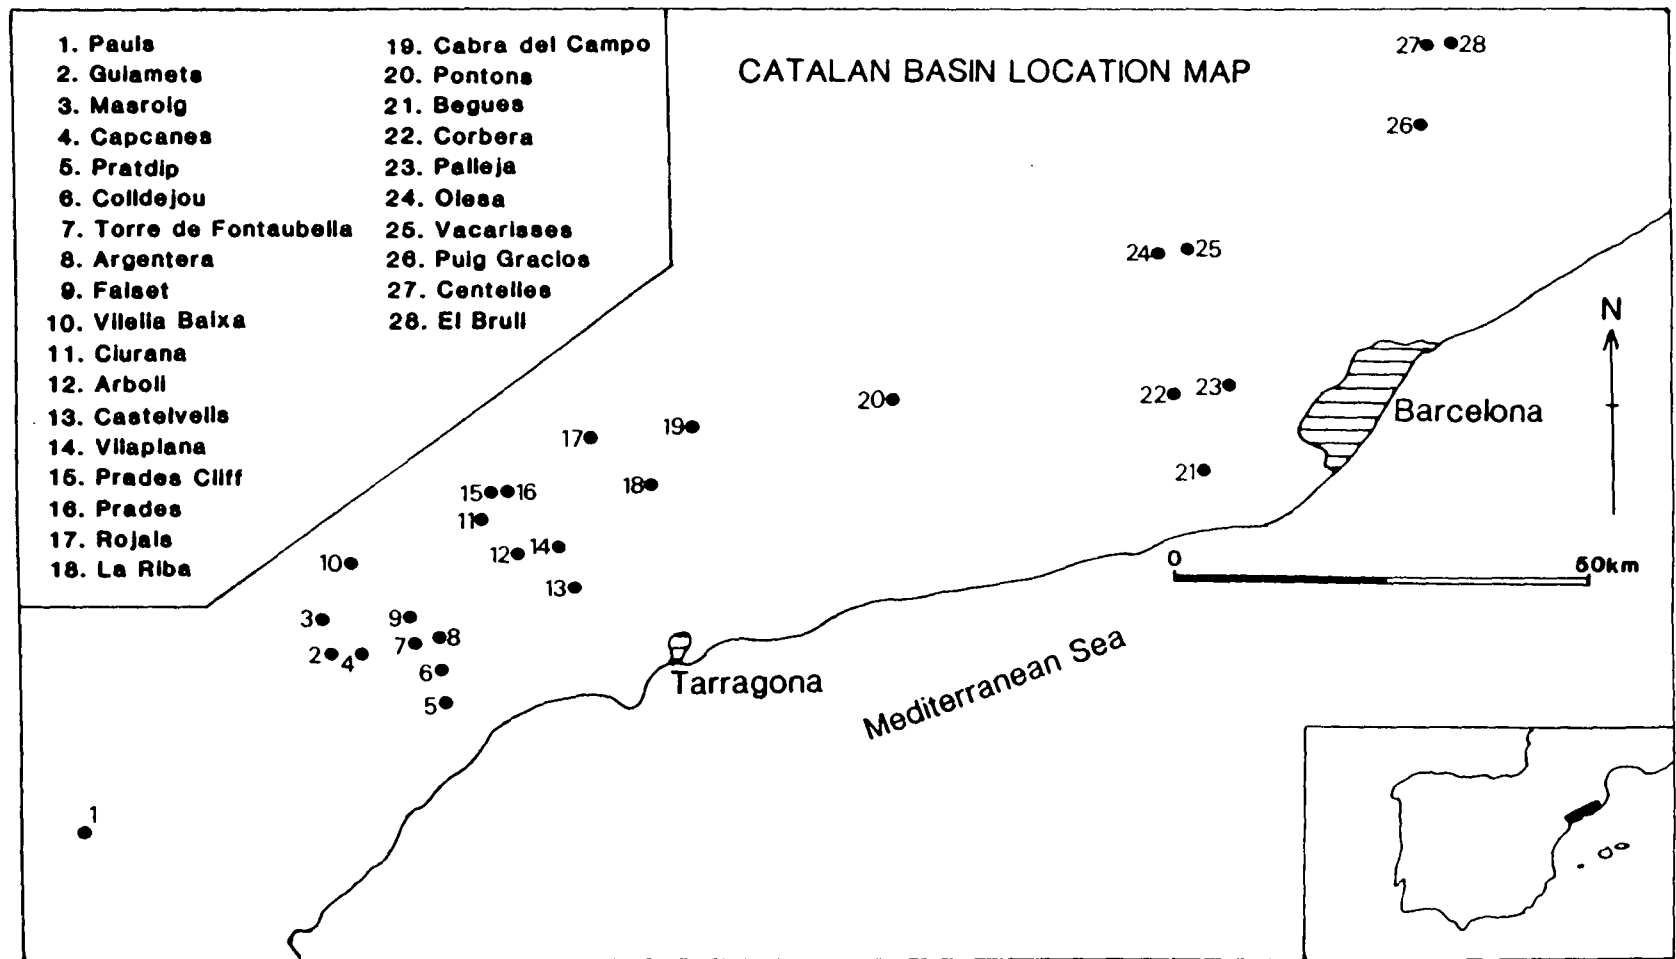 CATALAN BASIN LOCATION MAP
1. Pauls
2. Guiamets
3. Masroig
4. Capcanes
5. Pratdip
6. Colldejou
7. Torre de Fontaubella
8. Argentera
9. Falset
10. Vilella Baixa
11. Ciurana
12. Arboli
13. Castelvells
14. Vilaplana
15. Prades Cliff
16. Prades
17. Rojals
18. La Riba
19. Cabra del Campo
20. Pontons
21. Begues
22. Corbera
23. Palleja
24. Olesa
25. Vacarisses
26. Puig Gracios
27. Centelles
28. El Brull
27
28
26
24
25
N
20
22
23
Barcelona
19
17
21
18
15
16
11
12
14
10
0
50km
13
3
9
8
7
2
4
6
Mediterranean Sea
Tarragona
5
1